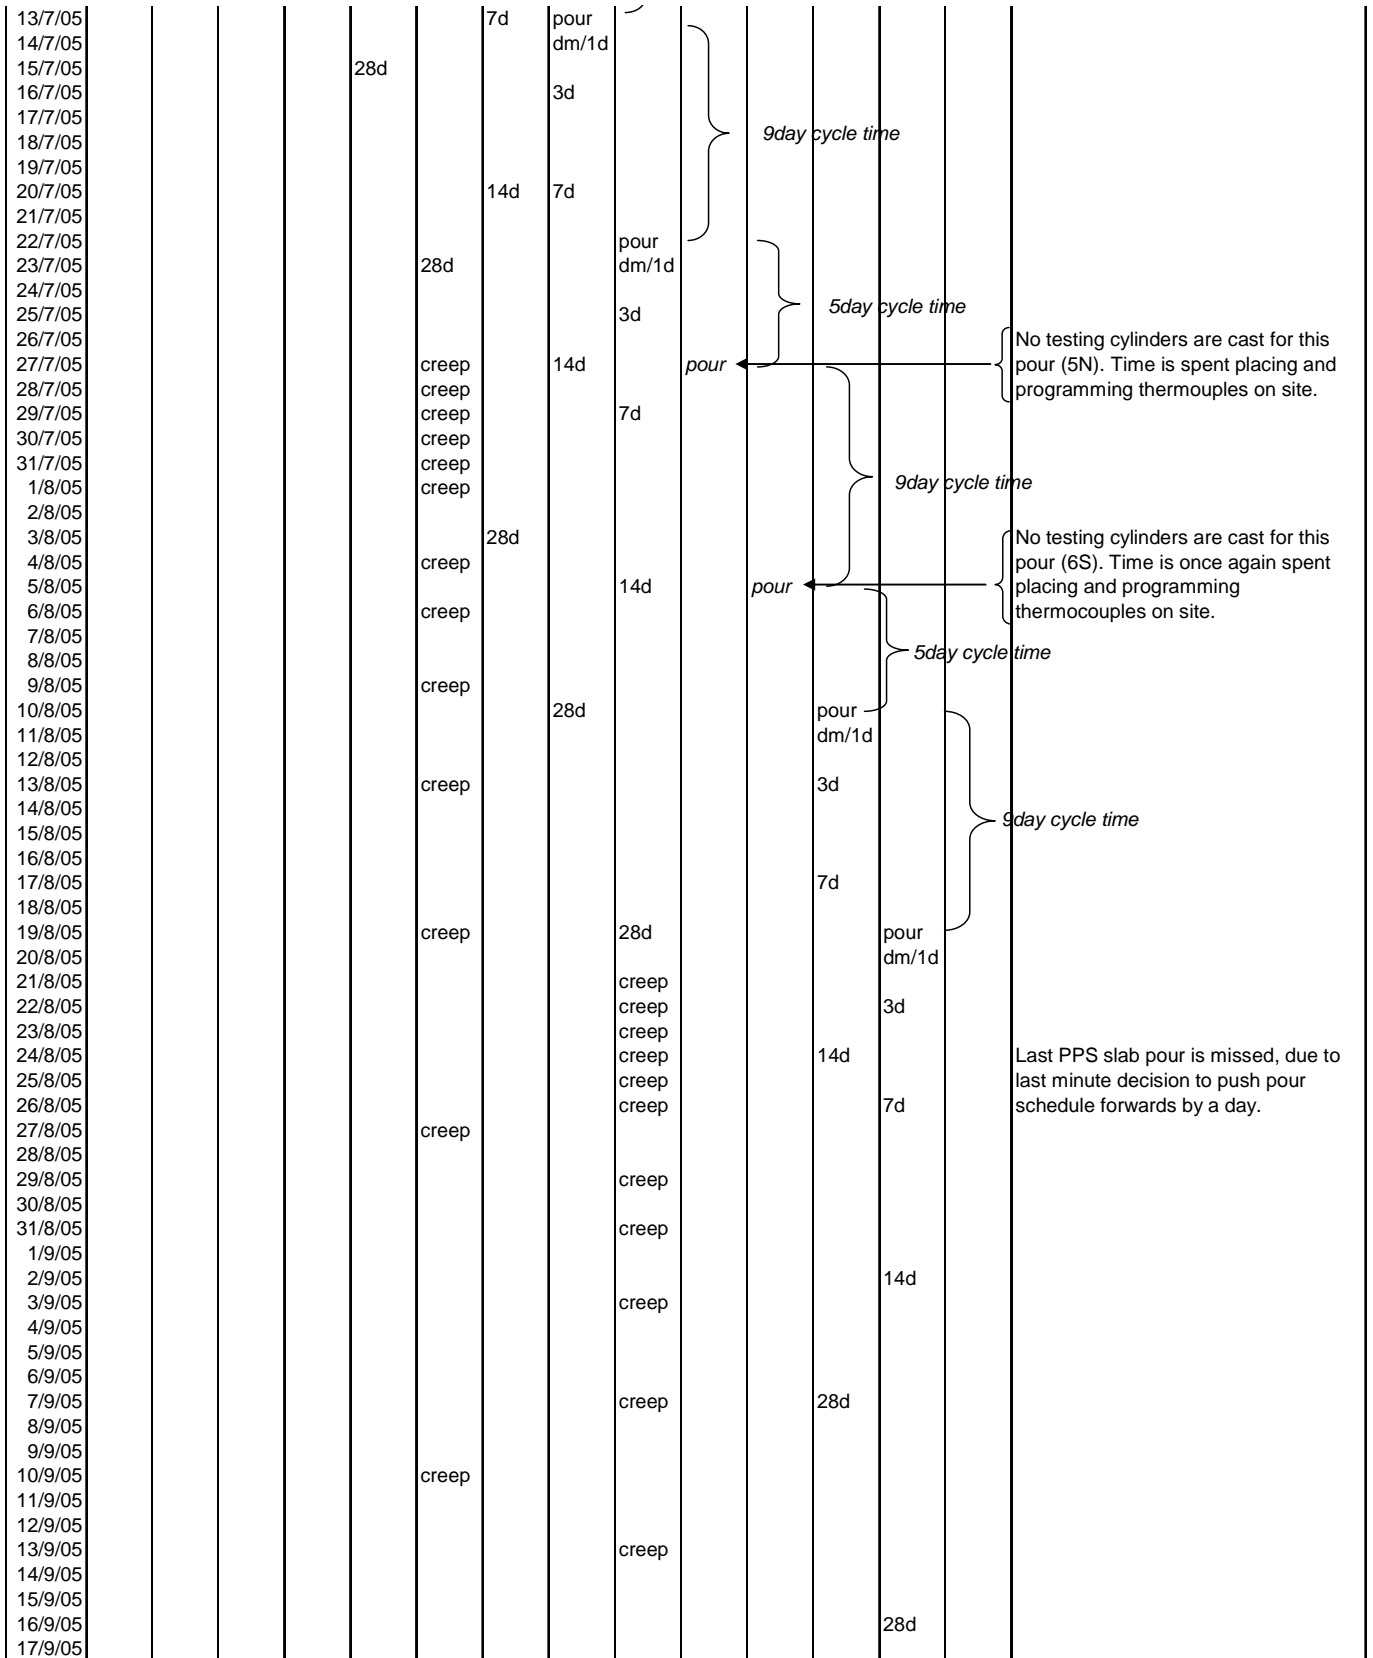 13/7/05 7d pour
14/7/05 dm/1d
15/7/05 28d
16/7/05 3d
17/7/05
18/7/05 9day cycle time
19/7/05
20/7/05 14d 7d
21/7/05
22/7/05 pour
23/7/05 28d dm/1d
24/7/05
25/7/05 3d 5day cycle time
26/7/05 No testing cylinders are cast for this
27/7/05 creep 14d pour pour (5N). Time is spent placing and
28/7/05 creep programming thermouples on site.
29/7/05 creep 7d
30/7/05 creep
31/7/05 creep
1/8/05 creep 9day cycle time
2/8/05
3/8/05 28d No testing cylinders are cast for this
4/8/05 creep pour (6S). Time is once again spent
5/8/05 14d pour placing and programming
6/8/05 creep thermocouples on site.
7/8/05
8/8/05 5day cycle time
9/8/05 creep
10/8/05 28d pour
11/8/05 dm/1d
12/8/05
13/8/05 creep 3d
14/8/05 9day cycle time
15/8/05
16/8/05
17/8/05 7d
18/8/05
19/8/05 creep 28d pour
20/8/05 dm/1d
21/8/05 creep
22/8/05 creep 3d
23/8/05 creep
24/8/05 creep 14d Last PPS slab pour is missed, due to
25/8/05 creep last minute decision to push pour
26/8/05 creep 7d schedule forwards by a day.
27/8/05 creep
28/8/05
29/8/05 creep
30/8/05
31/8/05 creep
1/9/05
2/9/05 14d
3/9/05 creep
4/9/05
5/9/05
6/9/05
7/9/05 creep 28d
8/9/05
9/9/05
10/9/05 creep
11/9/05
12/9/05
13/9/05 creep
14/9/05
15/9/05
16/9/05 28d
17/9/05